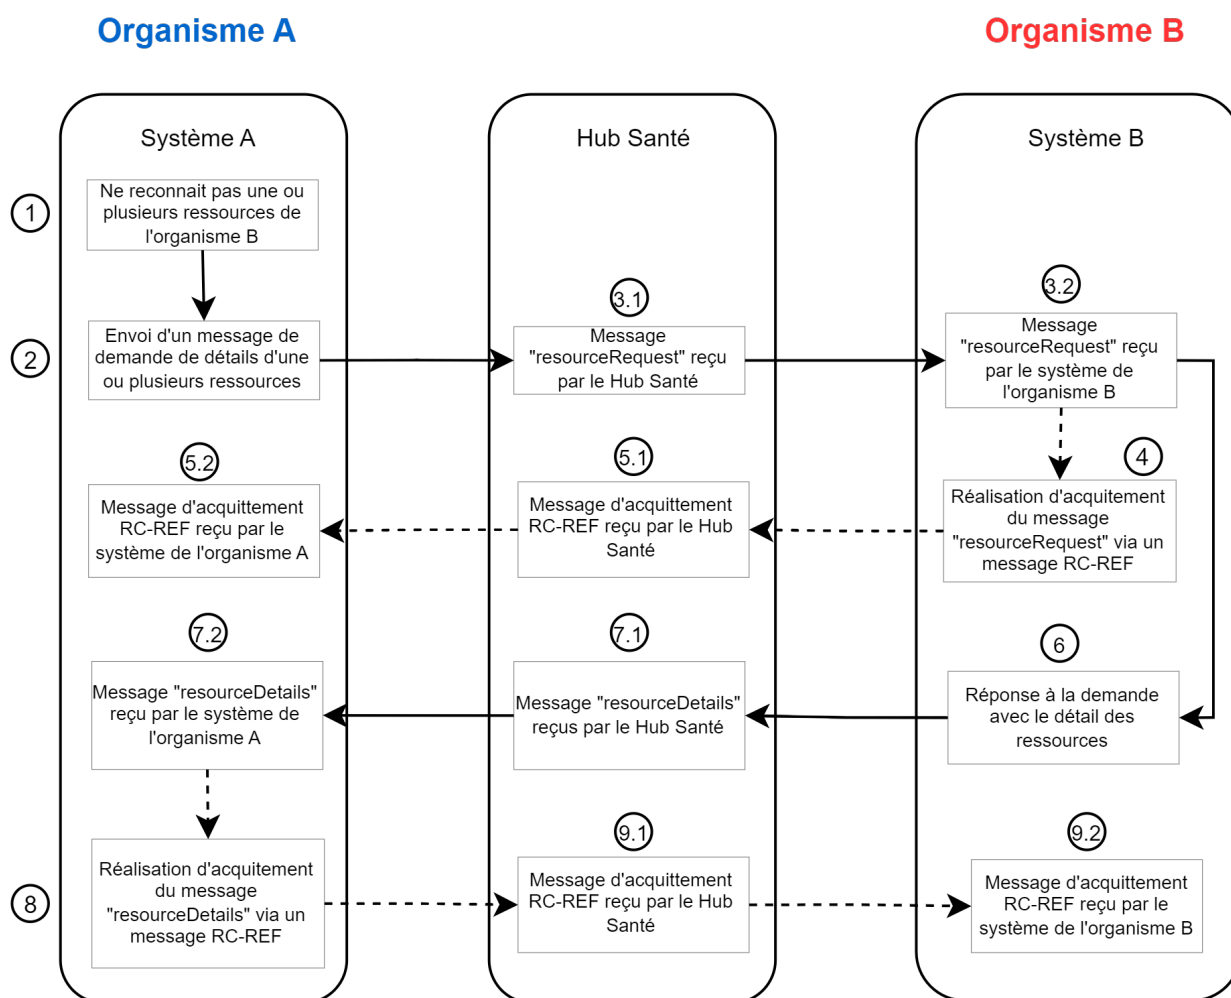 Organisme A
Organisme B
Système A
Hub Santé
Système B
1
Ne reconnait pas une ou
plusieurs ressources de
l'organisme B
2
Envoi d'un message de
demande de détails d'une
ou plusieurs ressources
3.1
Message
"resourceRequest" reçu
par le Hub Santé
3.2
Message
"resourceRequest" reçu
par le système de
l'organisme B
5.2
Message d'acquittement
RC-REF reçu par le
système de l'organisme A
5.1
Message d'acquittement
RC-REF reçu par le Hub
Santé
4
Réalisation d'acquitement
du message
"resourceRequest" via un
message RC-REF
7.2
Message "resourceDetails"
reçu par le système de
l'organisme A
7.1
Message "resourceDetails"
reçus par le Hub Santé
6
Réponse à la demande
avec le détail des
ressources
8
Réalisation d'acquitement
du message
"resourceDetails" via un
message RC-REF
9.1
Message d'acquittement
RC-REF reçu par le Hub
Santé
9.2
Message d'acquittement
RC-REF reçu par le
système de l'organisme B